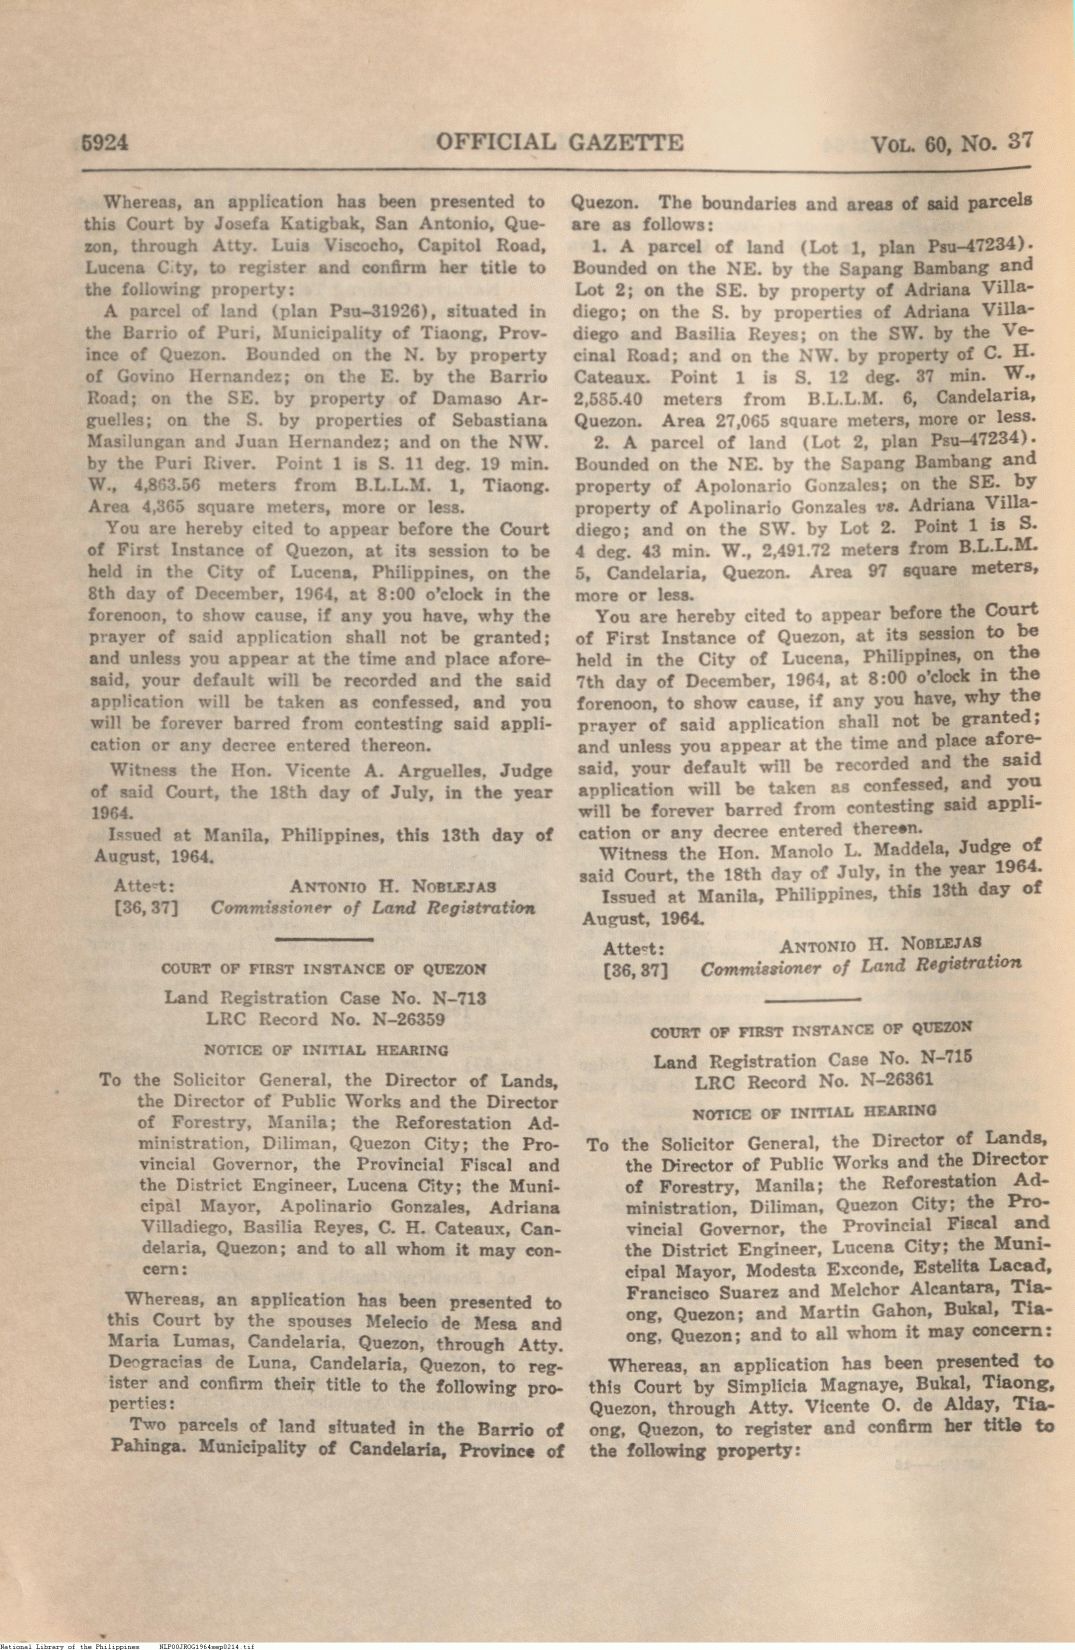 5924 OFFICIAL GAZETTE VOL. 60, No. 37
Whereas, an application has been presented to
this Court by Josefa Katigbak, San Antonio, Que-
zon, through Atty. Luis Viscocho, Capitol Road,
Lucena City, to register and confirm her title to
the following property:
A parcel of land (plan Psu-31926), situated in
the Barrio of Puri, Municipality of Tiaong, Prov-
ince of Quezon. Bounded on the N. by property
of Govino Hernandez; on the E. by the Barrio
Road; on the SE. by property of Damaso Ar-
guelles; on the S. by properties of Sebastiana
Masilungan and Juan Hernandez; and on the NW.
by the Puri River. Point 1 is S. 11 deg. 19 min.
W., 4,863.56 meters from B.L.L.M. 1, Tiaong.
Area 4,365 square meters, more or less.
You are hereby cited to appear before the Court
of First Instance of Quezon, at its session to be
held in the City of Lucena, Philippines, on the
8th day of December, 1964, at 8:00 o'clock in the
forenoon, to show cause, if any you have, why the
prayer of said application shall not be granted;
and unless you appear at the time and place afore-
said, your default will be recorded and the said
application will be taken as confessed, and you
will be forever barred from contesting said appli-
cation or any decree entered thereon.
Witness the Hon. Vicente A. Arguelles, Judge
of said Court, the 18th day of July, in the year
1964.
Issued at Manila, Philippines, this 13th day of
August, 1964.
Attest: ANTONIO H. NOBLEJAS
[36, 37] Commissioner of Land Registration
COURT OF FIRST INSTANCE OF QUEZON
Land Registration Case No. N-713
LRC Record No. N-26359
NOTICE OF INITIAL HEARING
To the Solicitor General, the Director of Lands,
the Director of Public Works and the Director
of Forestry, Manila; the Reforestation Ad-
ministration, Diliman, Quezon City; the Pro-
vincial Governor, the Provincial Fiscal and
the District Engineer, Lucena City; the Muni-
cipal Mayor, Apolinario Gonzales, Adriana
Villadiego, Basilia Reyes, C. H. Cateaux, Can-
delaria, Quezon; and to all whom it may con-
cern:
Whereas, an application has been presented to
this Court by the spouses Melecio de Mesa and
Maria Lumas, Candelaria, Quezon, through Atty.
Deogracias de Luna, Candelaria, Quezon, to reg-
ister and confirm their title to the following pro-
perties:
Two parcels of land situated in the Barrio of
Pahinga. Municipality of Candelaria, Province of
Quezon. The boundaries and areas of said parcels
are as follows:
1. A parcel of land (Lot 1, plan Psu-47234).
Bounded on the NE. by the Sapang Bambang and
Lot 2; on the SE. by property of Adriana Villa-
diego; on the S. by properties of Adriana Villa-
diego and Basilia Reyes; on the SW. by the Ve-
cinal Road; and on the NW. by property of C. H.
Cateaux. Point 1 is S. 12 deg. 37 min. W.,
2,585.40 meters from B.L.L.M. 6, Candelaria,
Quezon. Area 27,065 square meters, more or less.
2. A parcel of land (Lot 2, plan Psu-47234).
Bounded on the NE. by the Sapang Bambang and
property of Apolonario Gonzales; on the SE. by
property of Apolinario Gonzales vs. Adriana Villa-
diego; and on the SW. by Lot 2. Point 1 is S.
4 deg. 43 min. W., 2,491.72 meters from B.L.L.M.
5, Candelaria, Quezon. Area 97 square meters,
more or less.
You are hereby cited to appear before the Court
of First Instance of Quezon, at its session to be
held in the City of Lucena, Philippines, on the
7th day of December, 1964, at 8:00 o'clock in the
forenoon, to show cause, if any you have, why the
prayer of said application shall not be granted;
and unless you appear at the time and place afore-
said, your default will be recorded and the said
application will be taken as confessed, and you
will be forever barred from contesting said appli-
cation or any decree entered thereon.
Witness the Hon. Manolo L. Maddela, Judge of
said Court, the 18th day of July, in the year 1964.
Issued at Manila, Philippines, this 13th day of
August, 1964.
Attest: ANTONIO H. NOBLEJAS
[36, 37] Commissioner of Land Registration
COURT OF FIRST INSTANCE OF QUEZON
Land Registration Case No. N-715
LRC Record No. N-26361
NOTICE OF INITIAL HEARING
To the Solicitor General, the Director of Lands,
the Director of Public Works and the Director
of Forestry, Manila; the Reforestation Ad-
ministration, Diliman, Quezon City; the Pro-
vincial Governor, the Provincial Fiscal and
the District Engineer, Lucena City; the Muni-
cipal Mayor, Modesta Exconde, Estelita Lacad,
Francisco Suarez and Melchor Alcantara, Tia-
ong, Quezon; and Martin Gahon, Bukal, Tia-
ong, Quezon; and to all whom it may concern:
Whereas, an application has been presented to
this Court by Simplicia Magnaye, Bukal, Tiaong,
Quezon, through Atty. Vicente O. de Alday, Tia-
ong, Quezon, to register and confirm her title to
the following property:
National Library of the Philippines NLP00JROG1964sep0214.tif